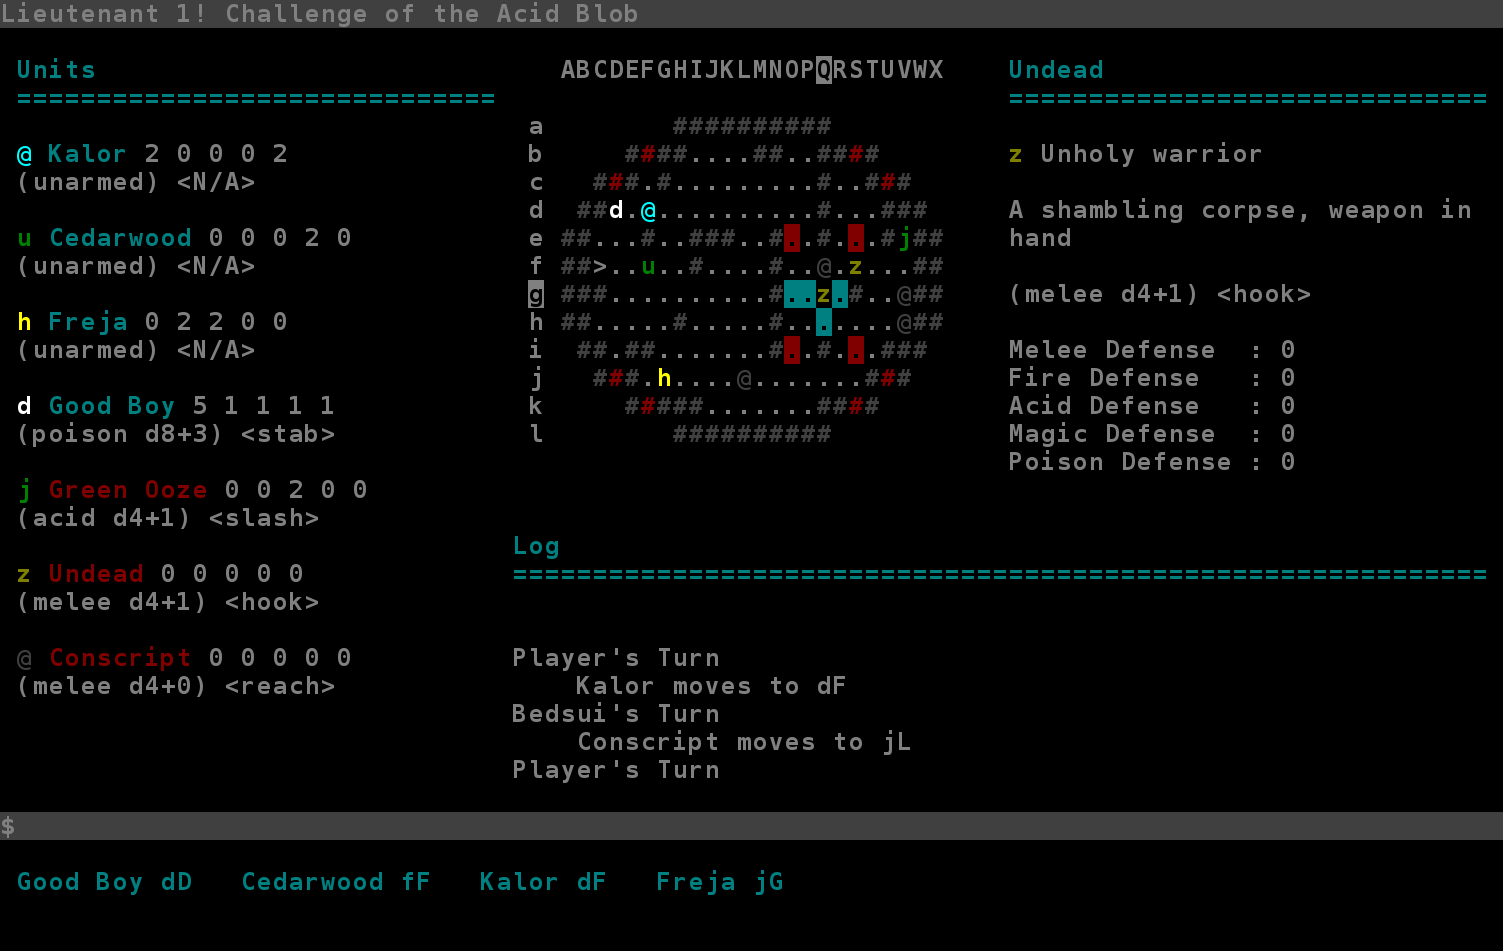 Lieutenant 1! Challenge of the Acid Blob
Units
==============================
@ Kalor 2 0 0 0 2
(unarmed) <N/A>
u Cedarwood 0 0 0 2 0
(unarmed) <N/A>
h Freja 0 2 2 0 0
(unarmed) <N/A>
d Good Boy 5 1 1 1 1
(poison d8+3) <stab>
j Green Ooze 0 0 2 0 0
(acid d4+1) <slash>
z Undead 0 0 0 0 0
(melee d4+1) <hook>
@ Conscript 0 0 0 0 0
(melee d4+0) <reach>
ABCDEFGHIJKLMNOPQRSTUVWX
a ##########
b ####....##..####
c ###.#.........#..###
d ##d.@..........#...###
e ##...#..###..#..#...#j##
f ##>..u..#....#..@.z...##
g ###..........#..z.#..@##
h ##.....#.....#.......@##
i ##.##.......#..#...###
j ###.h....@.......###
k #####.......####
l ##########
Undead
==============================
z Unholy warrior
A shambling corpse, weapon in
hand
(melee d4+1) <hook>
Melee Defense  : 0
Fire Defense   : 0
Acid Defense   : 0
Magic Defense  : 0
Poison Defense : 0
Log
=============================================================
Player's Turn
Kalor moves to dF
Bedsui's Turn
Conscript moves to jL
Player's Turn
$
Good Boy dD   Cedarwood fF   Kalor dF   Freja jG